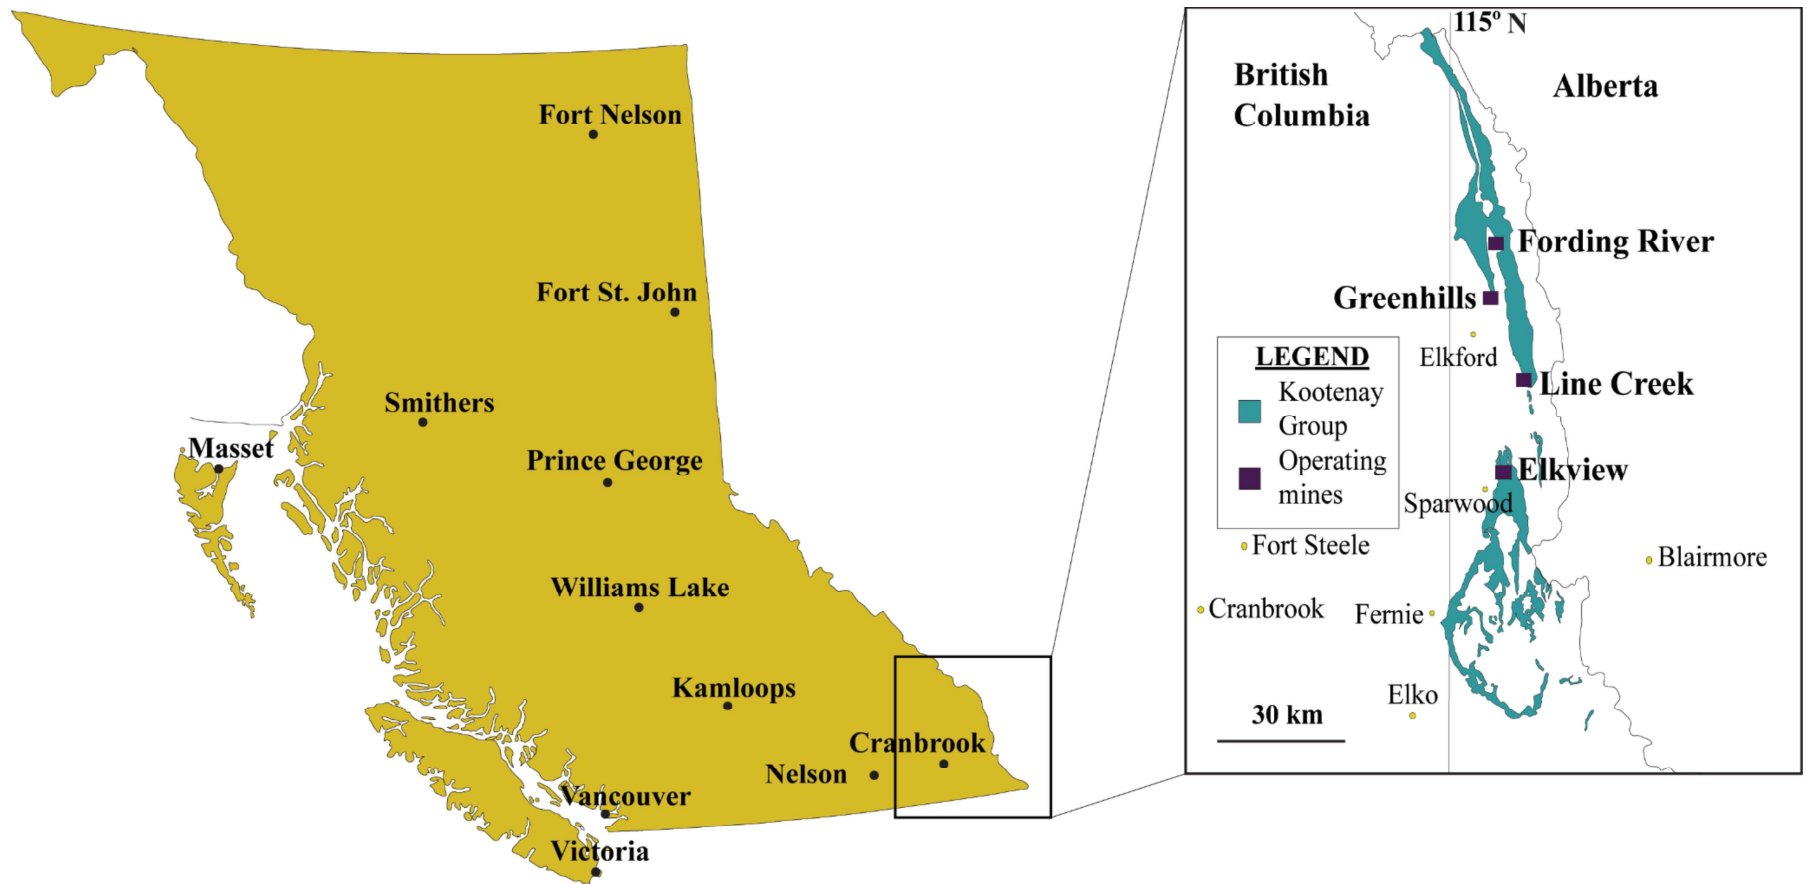 Fort Nelson
Fort St. John
Smithers
Masset
Prince George
Williams Lake
Kamloops
Cranbrook
Nelson
Vancouver
Victoria
115º N
British
Columbia
Alberta
Fording River
Greenhills
Elkford
Line Creek
LEGEND
Kootenay
Group
Operating
mines
Elkview
Sparwood
Fort Steele
Blairmore
Cranbrook
Fernie
Elko
30 km